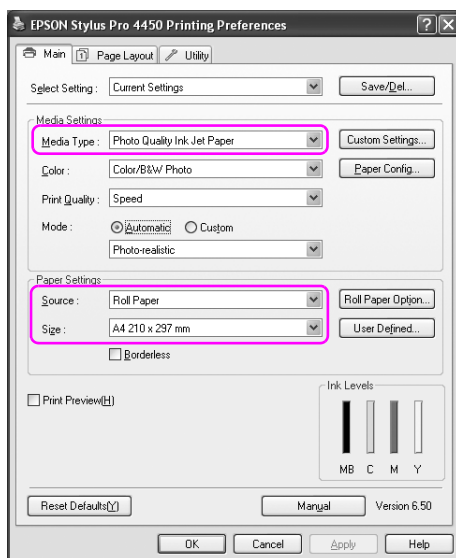 EPSON Stylus Pro 4450 Printing Preferences
Main Page Layout Utility
Select Setting : Current Settings Save/Del...
Media Settings
Media Type : Photo Quality Ink Jet Paper Custom Settings...
Color : Color/B&W Photo Paper Config...
Print Quality : Speed
Mode : Automatic Custom
Photo-realistic
Paper Settings
Source : Roll Paper Roll Paper Option...
Size : A4 210 x 297 mm User Defined...
Borderless
Print Preview(H)
Ink Levels
MB C M Y
Reset Defaults(Y) Manual Version 6.50
OK Cancel Apply Help